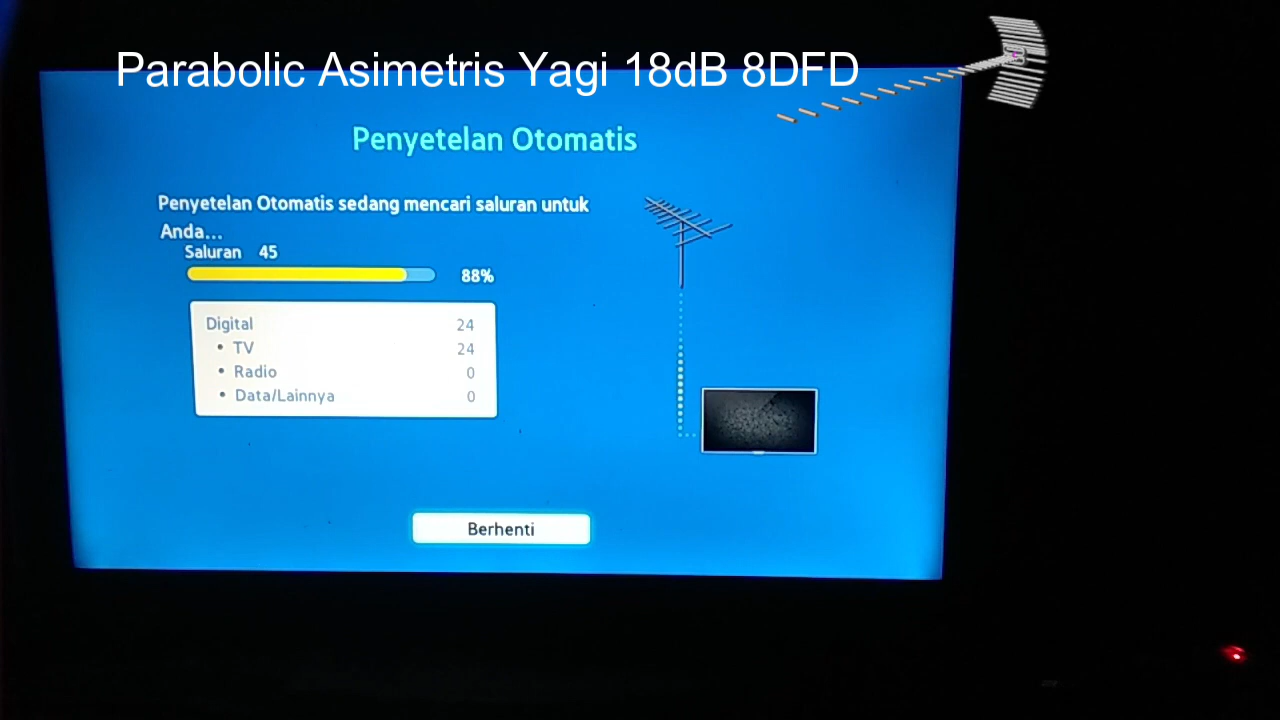 Parabolic Asimetris Yagi 18dB 8DFD
Penyetelan Otomatis
Penyetelan Otomatis sedang mencari saluran untuk
Anda...
Saluran 45
88%
Digital 24
• TV 24
• Radio 0
• Data/Lainnya 0
Berhenti